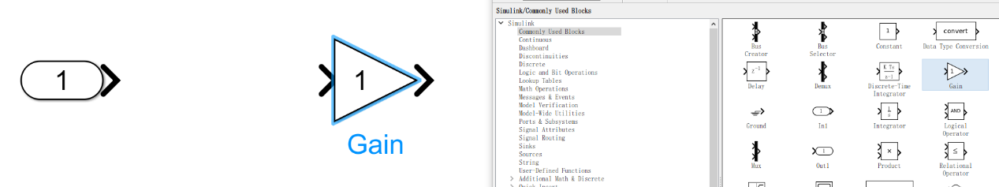 1
1
Gain
Simulink/Commonly Used Blocks
Simulink
Commonly Used Blocks
Continuous
Dashboard
Discontinuities
Discrete
Logic and Bit Operations
Lookup Tables
Math Operations
Messages & Events
Model Verification
Model-Wide Utilities
Ports & Subsystems
Signal Attributes
Signal Routing
Sinks
Sources
String
User-Defined Functions
Additional Math & Discrete
Quick Insert
Bus
Creator
Bus
Selector
1
Constant
convert
Data Type Conversion
z-1
Delay
Demux
K Ts
z-1
Discrete-Time
Integrator
1
Gain
Ground
1
In1
1
s
Integrator
AND
Logical
Operator
Mux
1
Out1
×
Product
≤
Relational
Operator